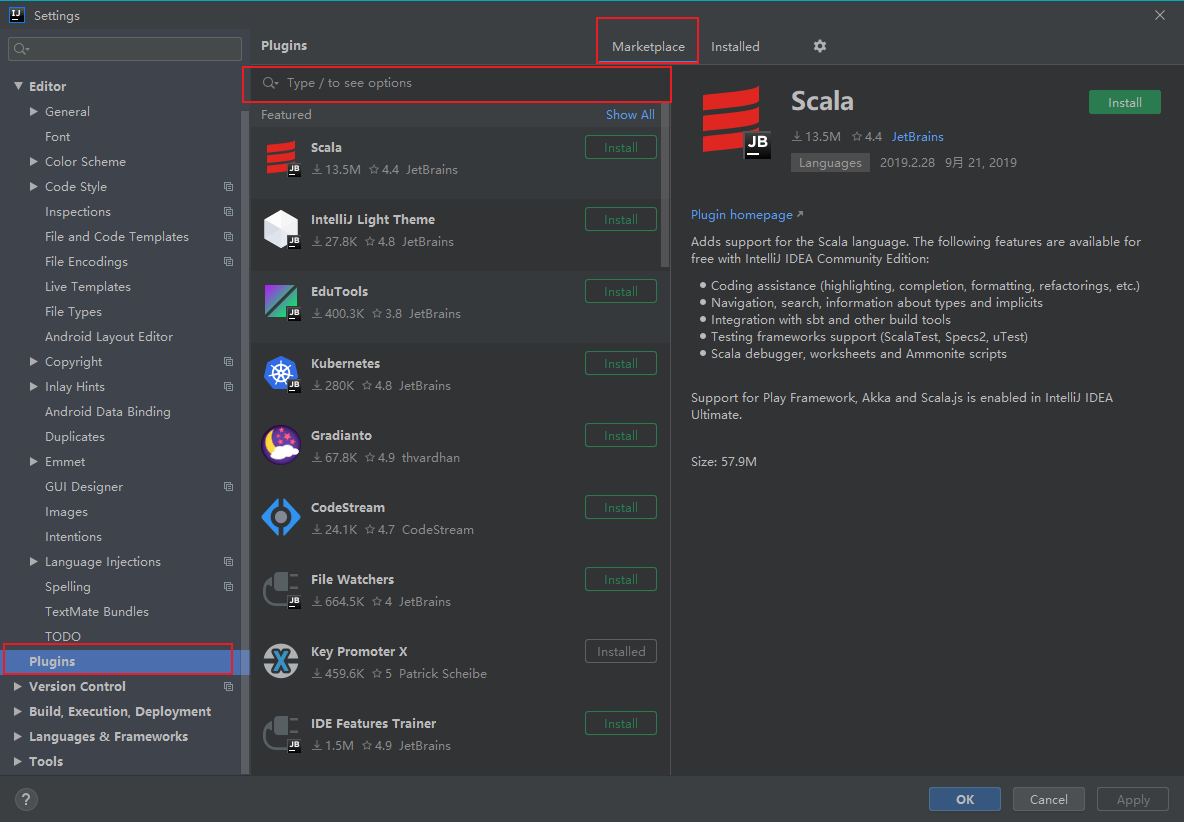 Settings
Editor
General
Font
Color Scheme
Code Style
Inspections
File and Code Templates
File Encodings
Live Templates
File Types
Android Layout Editor
Copyright
Inlay Hints
Android Data Binding
Duplicates
Emmet
GUI Designer
Images
Intentions
Language Injections
Spelling
TextMate Bundles
TODO
Plugins
Version Control
Build, Execution, Deployment
Languages & Frameworks
Tools
Plugins
Marketplace
Installed
Type / to see options
Featured
Show All
Scala
Install
13.5M 4.4 JetBrains
IntelliJ Light Theme
Install
27.8K 4.8 JetBrains
EduTools
Install
400.3K 3.8 JetBrains
Kubernetes
Install
280K 4.8 JetBrains
Gradianto
Install
67.8K 4.9 thvardhan
CodeStream
Install
24.1K 4.7 CodeStream
File Watchers
Install
664.5K 4 JetBrains
Key Promoter X
Installed
459.6K 5 Patrick Scheibe
IDE Features Trainer
Install
1.5M 4.9 JetBrains
JB
Scala
Install
13.5M 4.4 JetBrains
Languages 2019.2.28 9月 21, 2019
Plugin homepage
Adds support for the Scala language. The following features are available for
free with IntelliJ IDEA Community Edition:
Coding assistance (highlighting, completion, formatting, refactorings, etc.)
Navigation, search, information about types and implicits
Integration with sbt and other build tools
Testing frameworks support (ScalaTest, Specs2, uTest)
Scala debugger, worksheets and Ammonite scripts
Support for Play Framework, Akka and Scala.js is enabled in IntelliJ IDEA
Ultimate.
Size: 57.9M
?
OK
Cancel
Apply